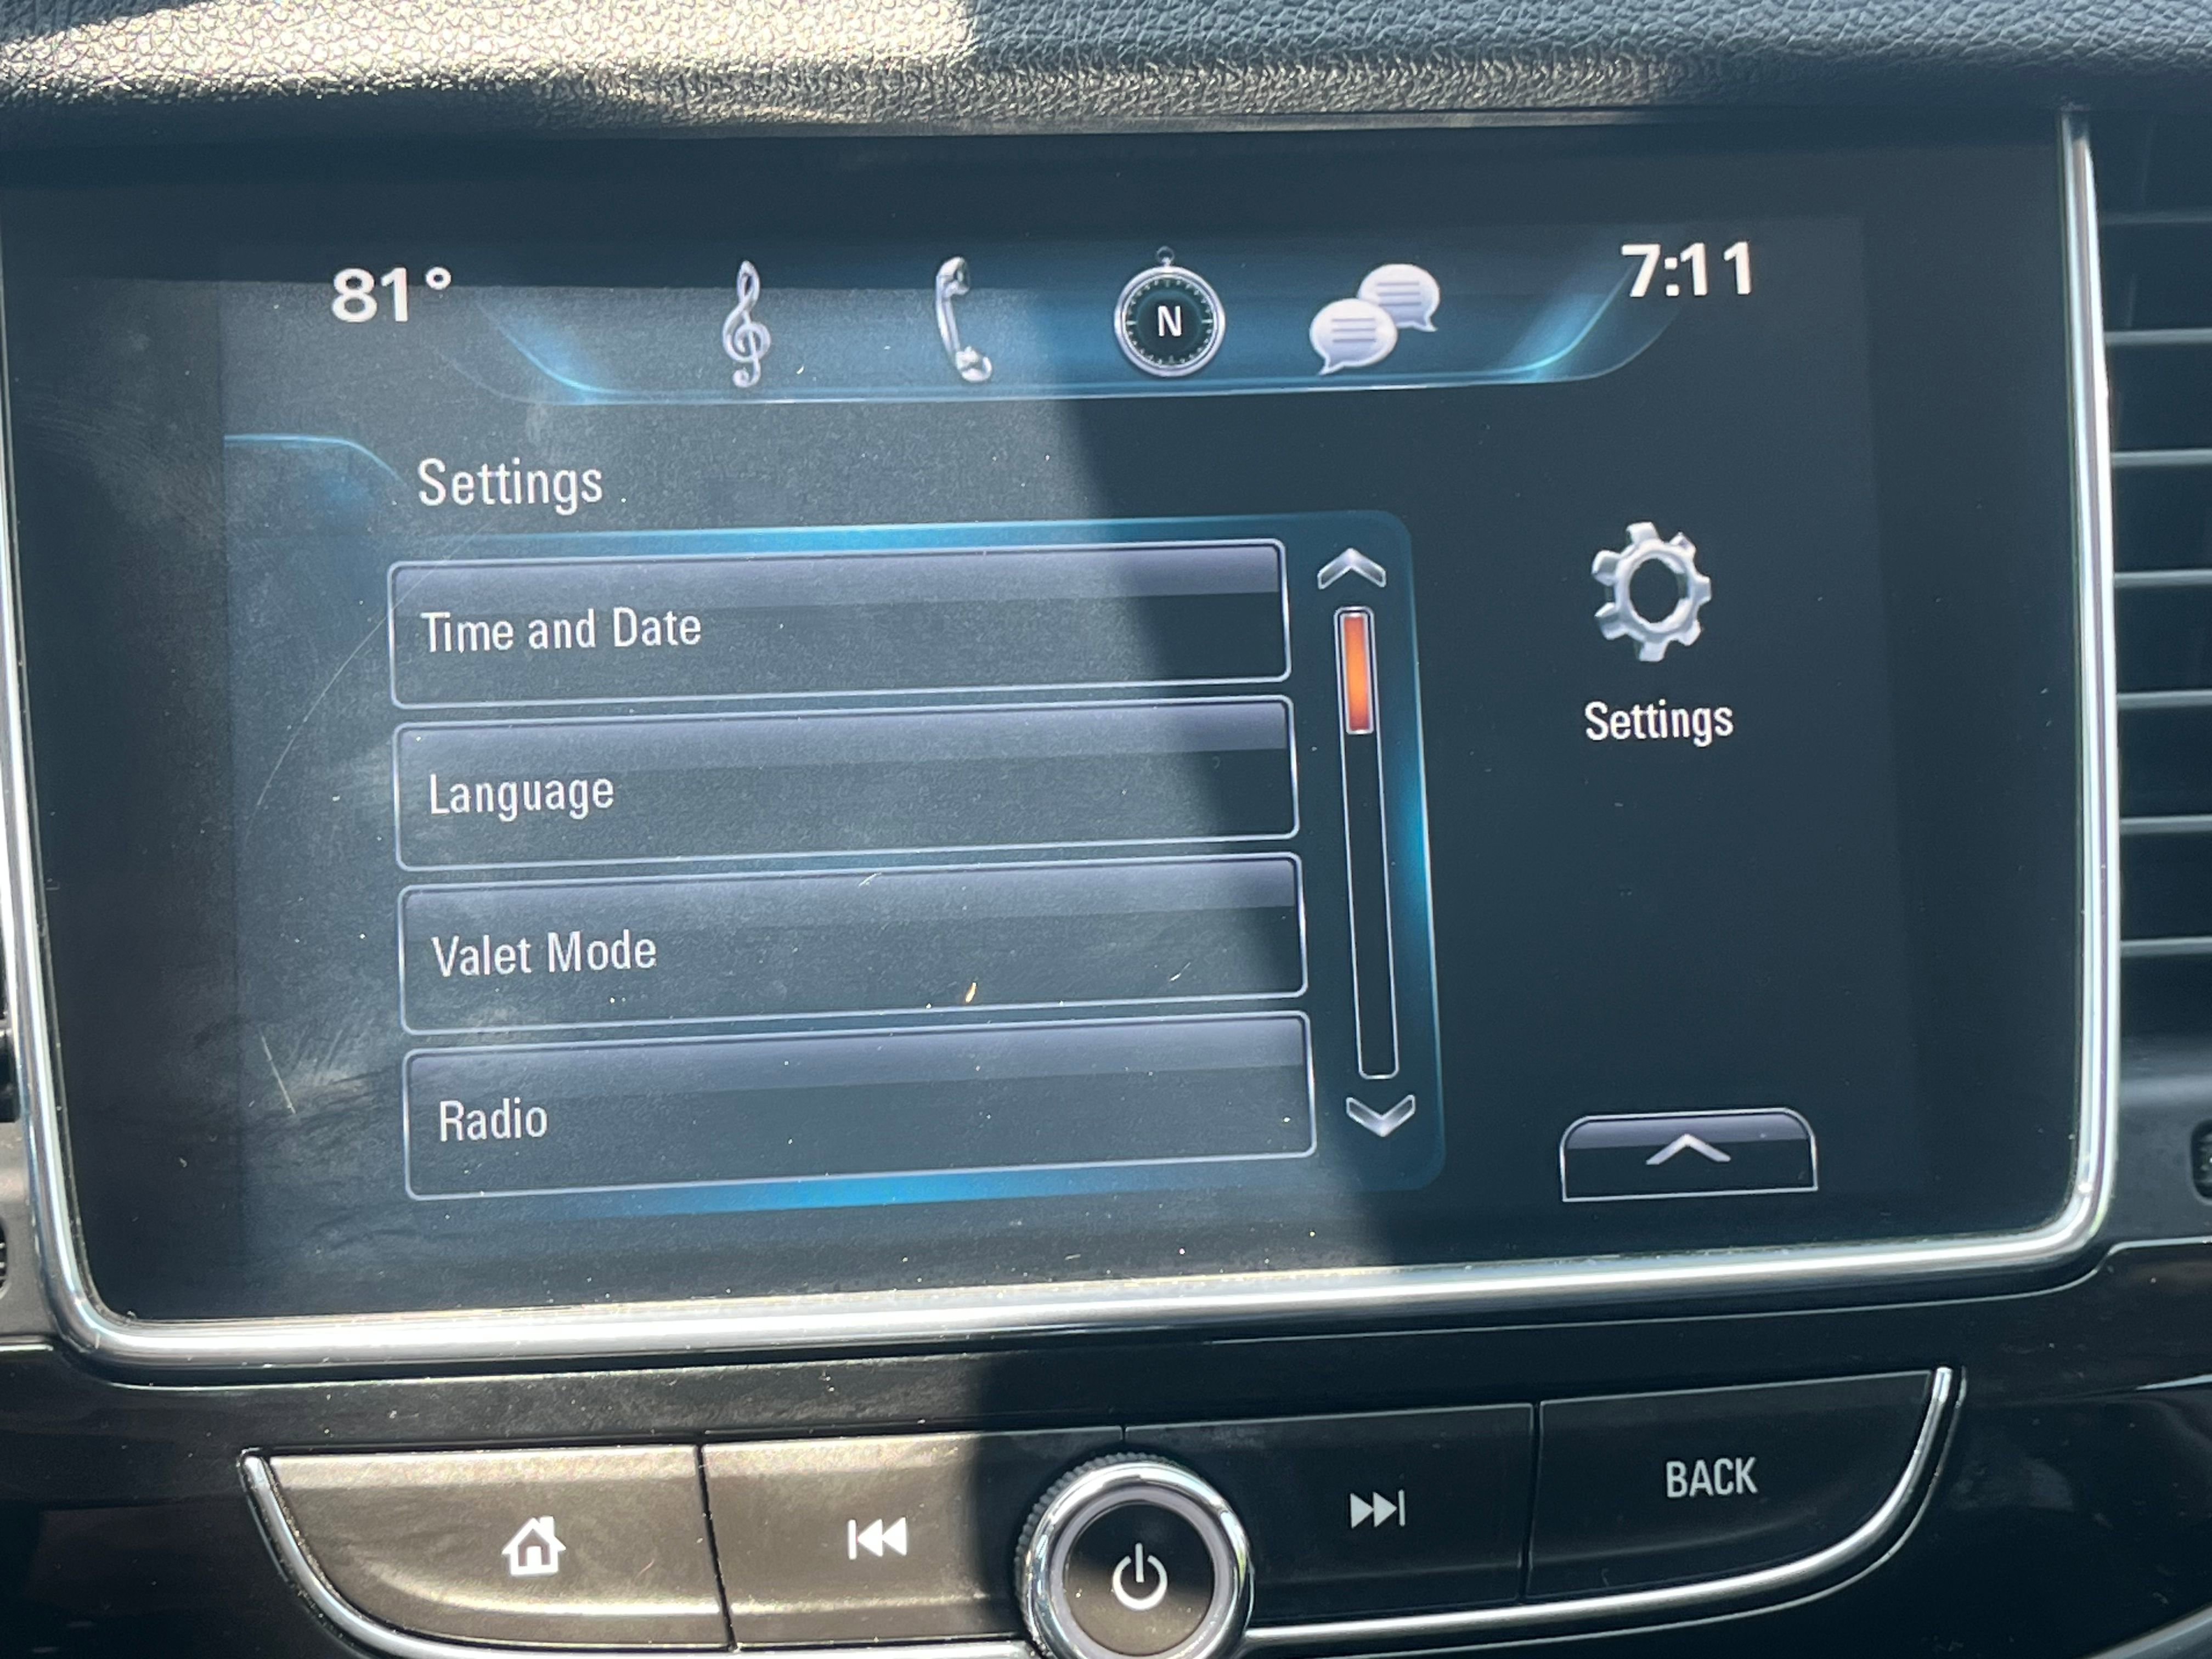 81°
N
7:11
Settings
Time and Date
Language
Valet Mode
Radio
Settings
BACK